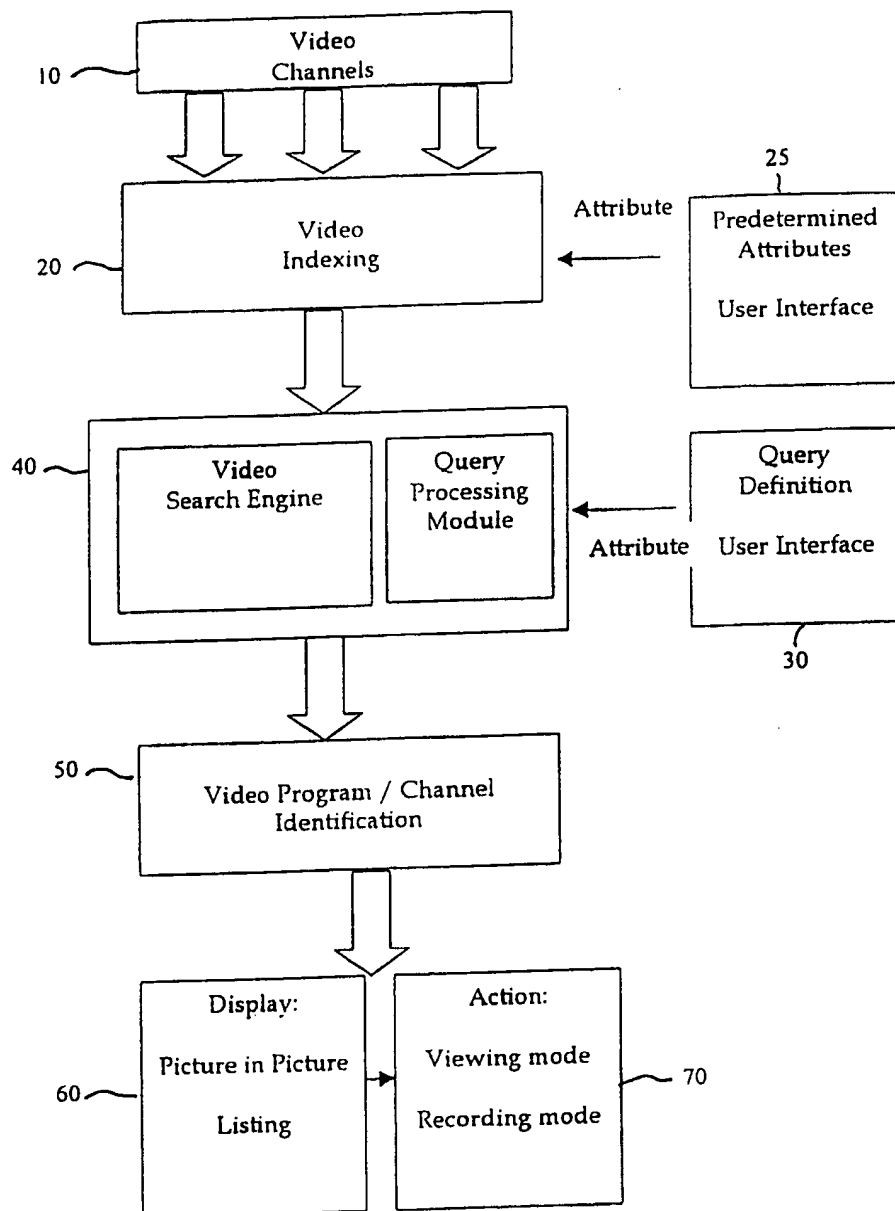 Video
Channels
10
Video
Indexing
20
Attribute
25
Predetermined
Attributes
User Interface
40
Video
Search Engine
Query
Processing
Module
Attribute
Query
Definition
User Interface
30
50
Video Program / Channel
Identification
Display:
Picture in Picture
Listing
60
Action:
Viewing mode
Recording mode
70